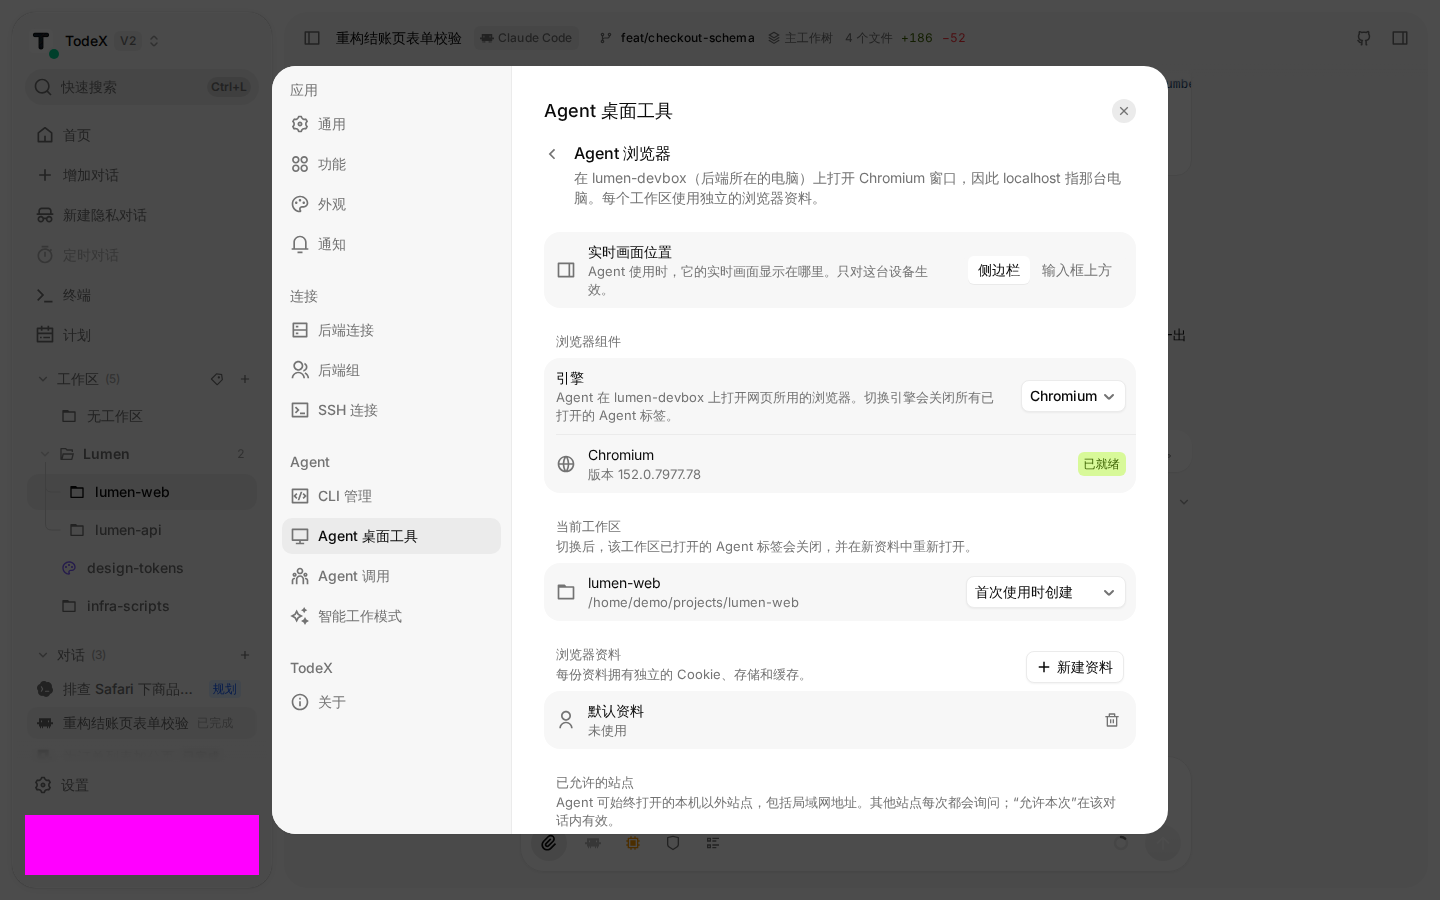 TodeX V2
快速搜索 Ctrl+L
首页
增加对话
新建隐私对话
定时对话
终端
计划
工作区 (5)
无工作区
Lumen 2
lumen-web
lumen-api
design-tokens
infra-scripts
对话 (3)
排查 Safari 下商品... 规划
重构结账页表单校验 已完成
设置
重构结账页表单校验 Claude Code feat/checkout-schema 主工作树 4 个文件 +186 −52
应用
通用
功能
外观
通知
连接
后端连接
后端组
SSH 连接
Agent
CLI 管理
Agent 桌面工具
Agent 调用
智能工作模式
TodeX
关于
Agent 桌面工具
Agent 浏览器
在 lumen-devbox（后端所在的电脑）上打开 Chromium 窗口，因此 localhost 指那台电
脑。每个工作区使用独立的浏览器资料。
实时画面位置
Agent 使用时，它的实时画面显示在哪里。只对这台设备生
效。
侧边栏 输入框上方
浏览器组件
引擎
Agent 在 lumen-devbox 上打开网页所用的浏览器。切换引擎会关闭所有已
打开的 Agent 标签。
Chromium
Chromium
版本 152.0.7977.78
已就绪
当前工作区
切换后，该工作区已打开的 Agent 标签会关闭，并在新资料中重新打开。
lumen-web
/home/demo/projects/lumen-web
首次使用时创建
浏览器资料
每份资料拥有独立的 Cookie、存储和缓存。
新建资料
默认资料
未使用
已允许的站点
Agent 可始终打开的本机以外站点，包括局域网地址。其他站点每次都会询问；“允许本次”在该对
话内有效。
出